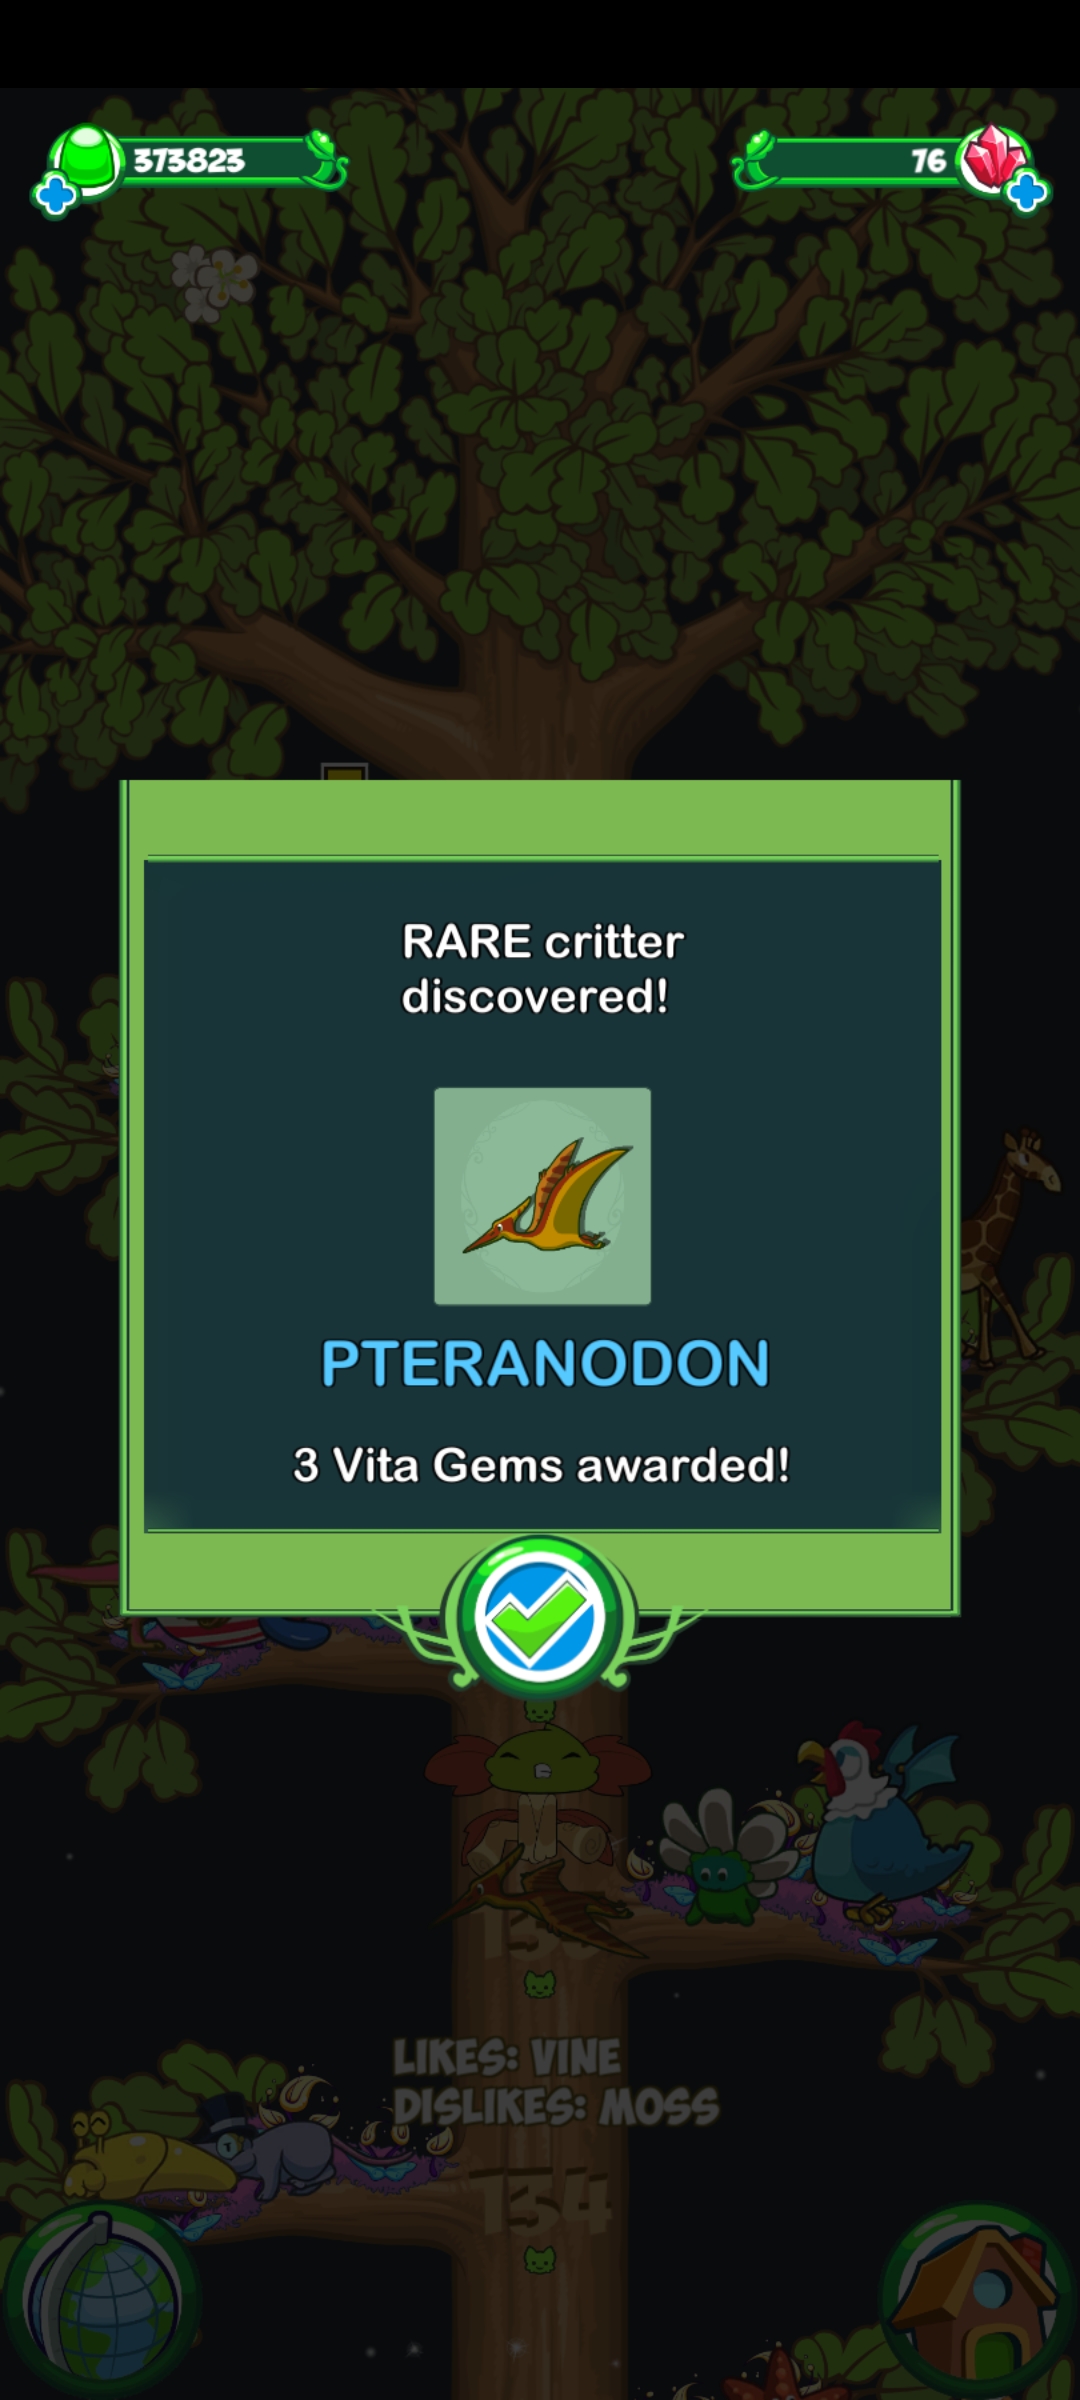 373823
76
RARE critter
discovered!
PTERANODON
3 Vita Gems awarded!
LIKES: VINE
DISLIKES: MOSS
134